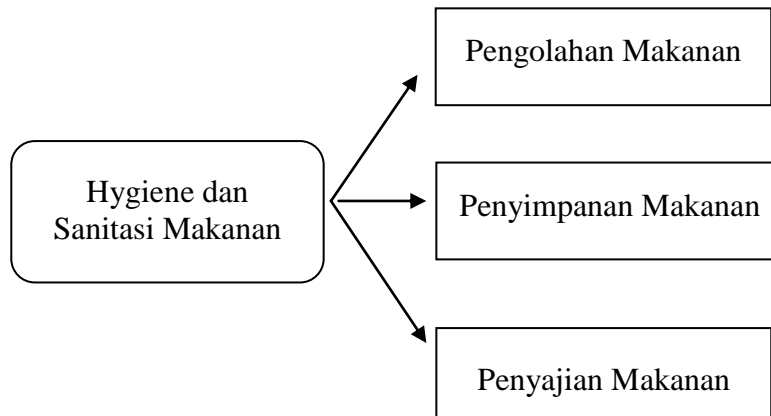 Pengolahan Makanan
Hygiene dan
Sanitasi Makanan
Penyimpanan Makanan
Penyajian Makanan